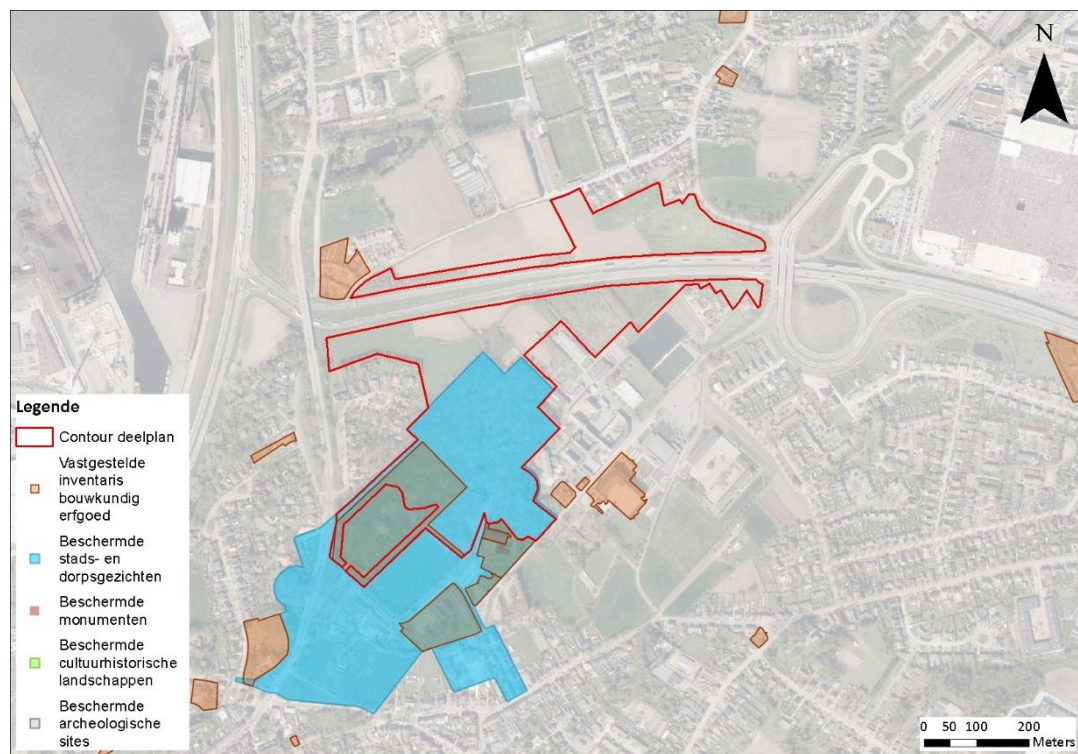 N
Legende
Contour deelplan
Vastgestelde
inventaris
bouwkundig
erfgoed
Beschermde
stads- en
dorpsgezichten
Beschermde
monumenten
Beschermde
cultuurhistorische
landschappen
Beschermde
archeologische
sites
0 50 100 200
Meters